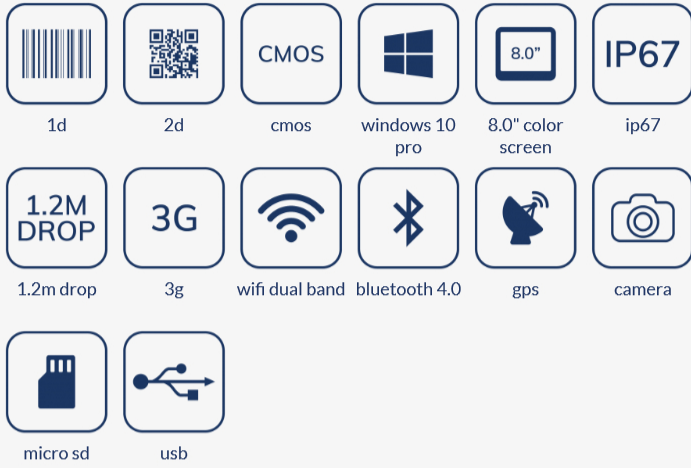 CMOS
8.0”
IP67
1d
2d
cmos
windows 10
pro
8.0" color
screen
ip67
1.2M
DROP
3G
1.2m drop
3g
wifi dual band
bluetooth 4.0
gps
camera
micro sd
usb